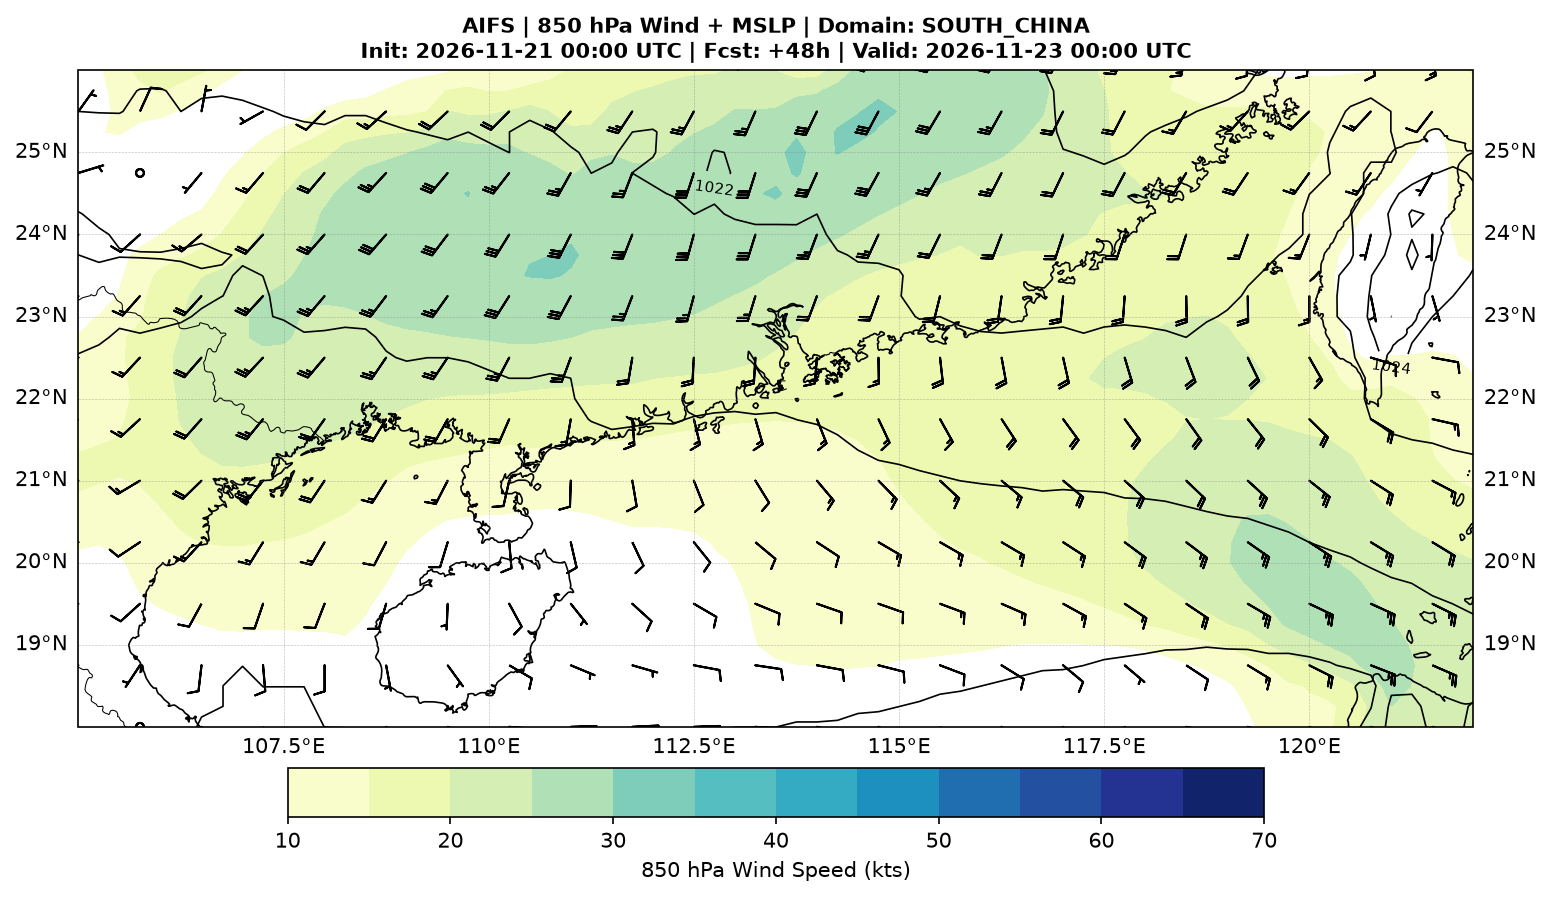 AIFS | 850 hPa Wind + MSLP | Domain: SOUTH_CHINA
Init: 2026-11-21 00:00 UTC | Fcst: +48h | Valid: 2026-11-23 00:00 UTC
25°N 25°N
1022
24°N 24°N
23°N 23°N
1024
22°N 22°N
21°N 21°N
20°N 20°N
19°N 19°N
107.5°E 110°E 112.5°E 115°E 117.5°E 120°E
10 20 30 40 50 60 70
850 hPa Wind Speed (kts)